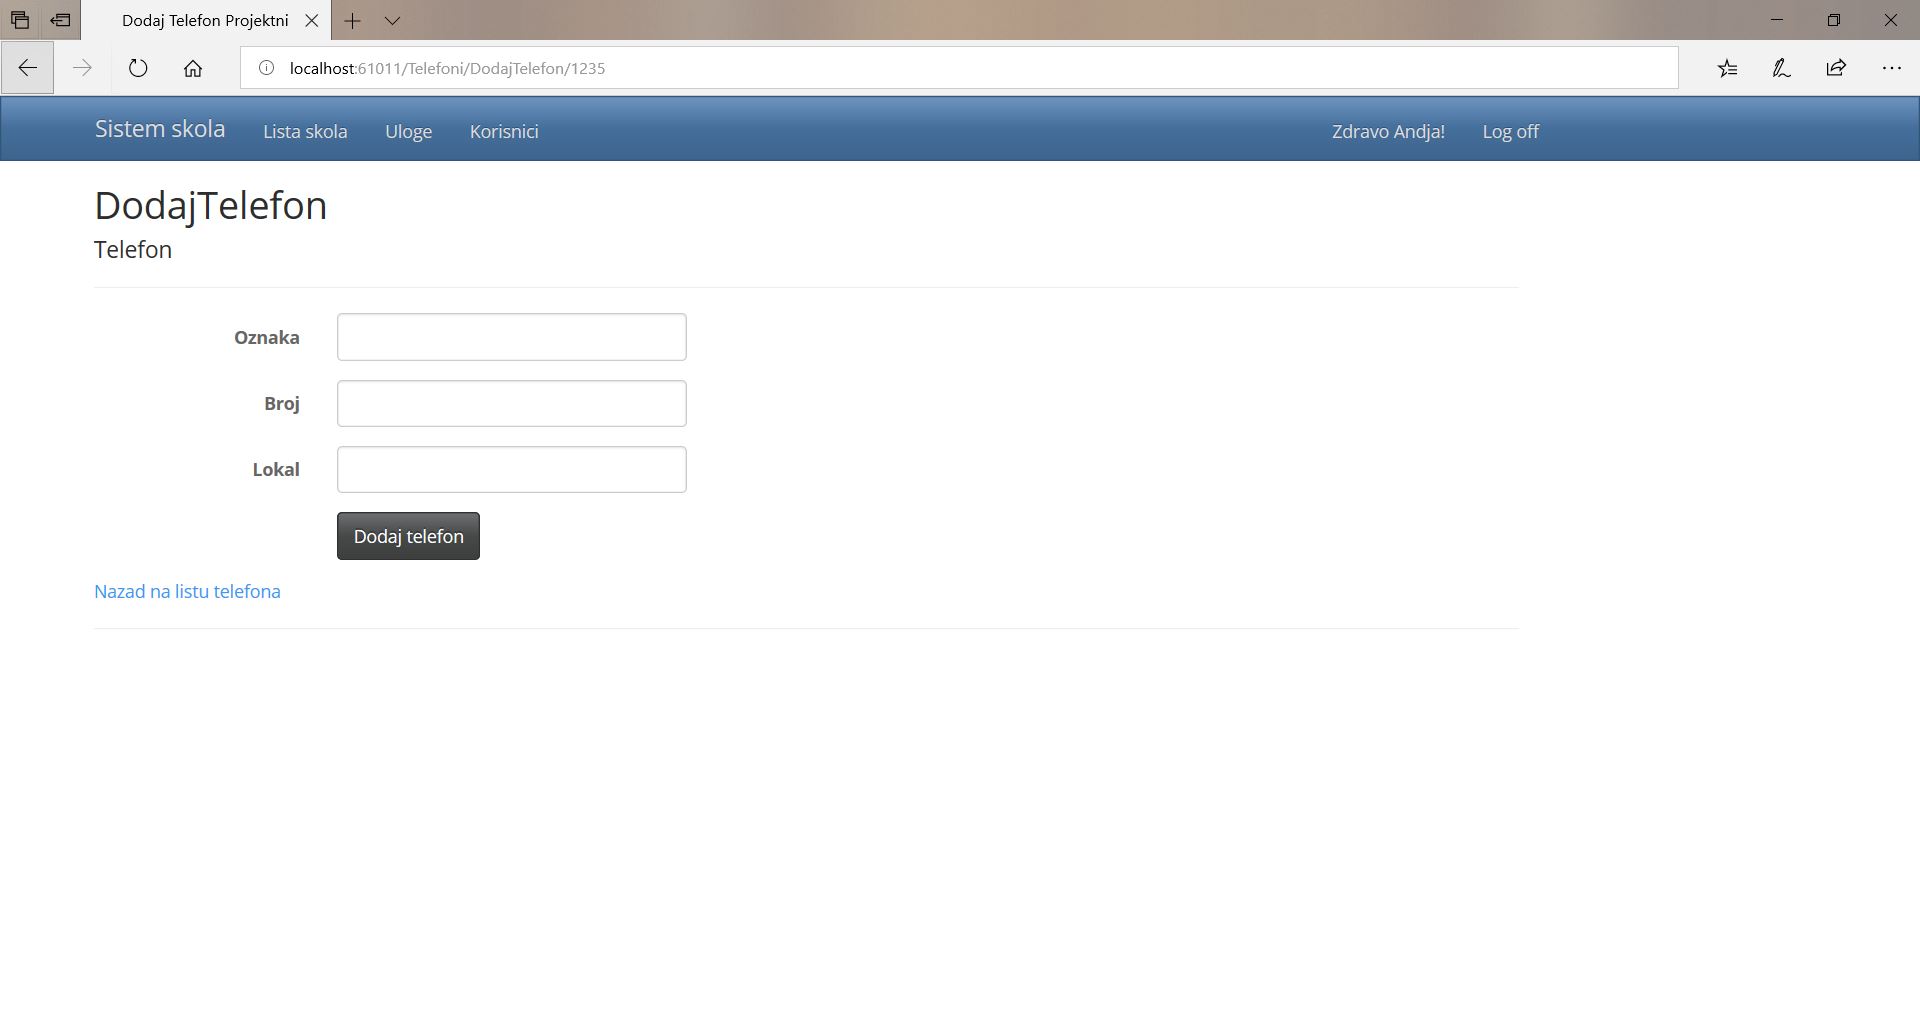 Dodaj Telefon Projektni
localhost:61011/Telefoni/DodajTelefon/1235
Sistem skola Lista skola Uloge Korisnici Zdravo Andja! Log off
DodajTelefon
Telefon
Oznaka
Broj
Lokal
Dodaj telefon
Nazad na listu telefona